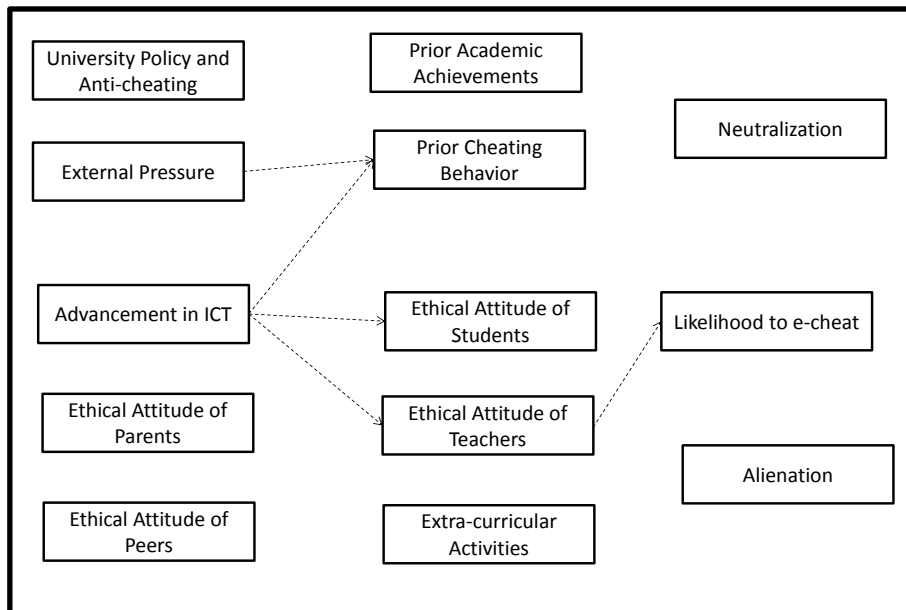 University Policy and
Anti-cheating
External Pressure
Advancement in ICT
Ethical Attitude of
Parents
Ethical Attitude of
Peers
Prior Academic
Achievements
Prior Cheating
Behavior
Ethical Attitude of
Students
Ethical Attitude of
Teachers
Extra-curricular
Activities
Neutralization
Likelihood to e-cheat
Alienation